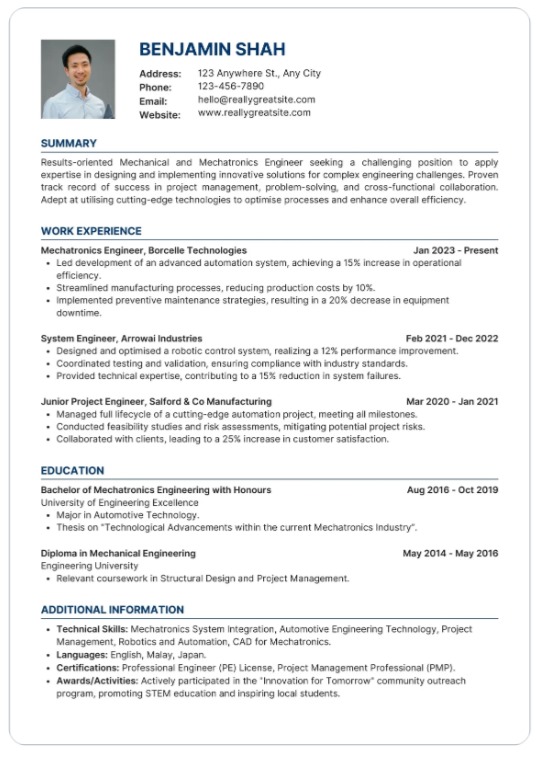 BENJAMIN SHAH
Address: 123 Anywhere St., Any City
Phone: 123-456-7890
Email: hello@reallygreatsite.com
Website: www.reallygreatsite.com
SUMMARY
Results-oriented Mechanical and Mechatronics Engineer seeking a challenging position to apply
expertise in designing and implementing innovative solutions for complex engineering challenges. Proven
track record of success in project management, problem-solving, and cross-functional collaboration.
Adept at utilising cutting-edge technologies to optimise processes and enhance overall efficiency.
WORK EXPERIENCE
Mechatronics Engineer, Borcelle Technologies Jan 2023 - Present
• Led development of an advanced automation system, achieving a 15% increase in operational
efficiency.
• Streamlined manufacturing processes, reducing production costs by 10%.
• Implemented preventive maintenance strategies, resulting in a 20% decrease in equipment
downtime.
System Engineer, Arrowai Industries Feb 2021 - Dec 2022
• Designed and optimised a robotic control system, realizing a 12% performance improvement.
• Coordinated testing and validation, ensuring compliance with industry standards.
• Provided technical expertise, contributing to a 15% reduction in system failures.
Junior Project Engineer, Salford & Co Manufacturing Mar 2020 - Jan 2021
• Managed full lifecycle of a cutting-edge automation project, meeting all milestones.
• Conducted feasibility studies and risk assessments, mitigating potential project risks.
• Collaborated with clients, leading to a 25% increase in customer satisfaction.
EDUCATION
Bachelor of Mechatronics Engineering with Honours Aug 2016 - Oct 2019
University of Engineering Excellence
• Major in Automotive Technology.
• Thesis on "Technological Advancements within the current Mechatronics Industry".
Diploma in Mechanical Engineering May 2014 - May 2016
Engineering University
• Relevant coursework in Structural Design and Project Management.
ADDITIONAL INFORMATION
• Technical Skills: Mechatronics System Integration, Automotive Engineering Technology, Project
Management, Robotics and Automation, CAD for Mechatronics.
• Languages: English, Malay, Japan.
• Certifications: Professional Engineer (PE) License, Project Management Professional (PMP).
• Awards/Activities: Actively participated in the "Innovation for Tomorrow" community outreach
program, promoting STEM education and inspiring local students.